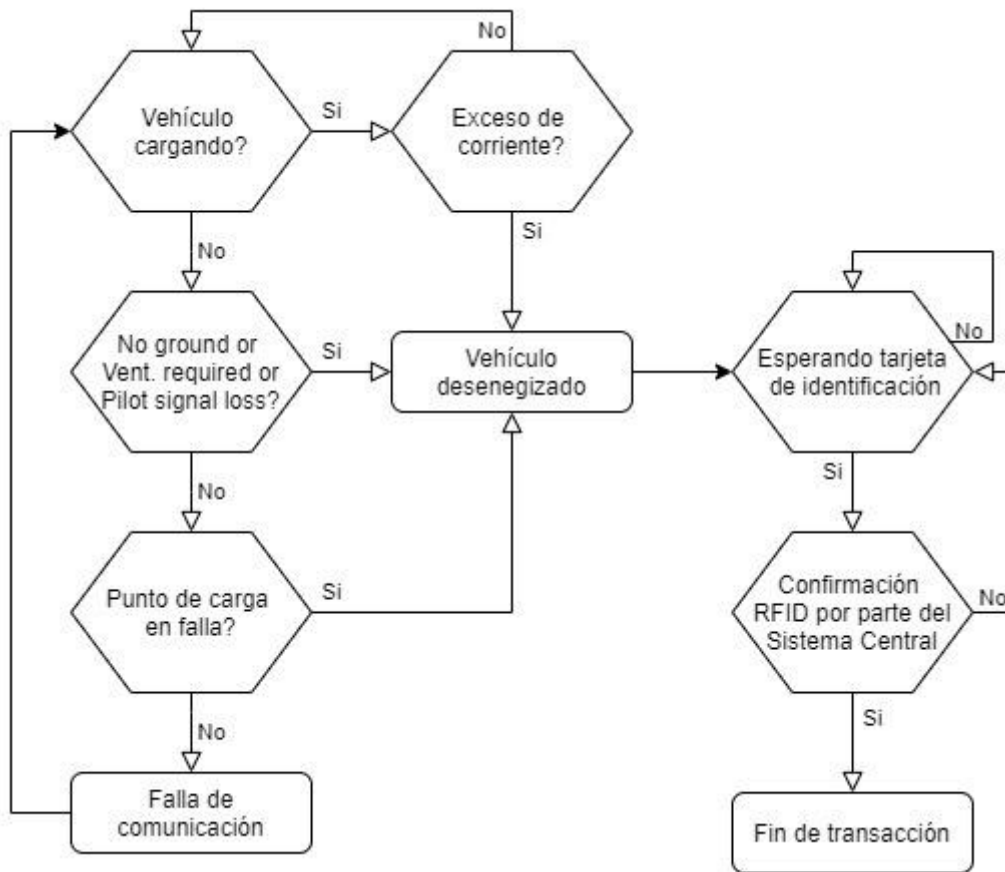 No
Vehículo
cargando?
Si
Exceso de
corriente?
No
Si
No ground or
Vent. required or
Pilot signal loss?
Si
Vehículo
desenegizado
Esperando tarjeta
de identificación
No
No
Si
Punto de carga
en falla?
Si
Confirmación
RFID por parte del
Sistema Central
No
No
Si
Falla de
comunicación
Fin de transacción